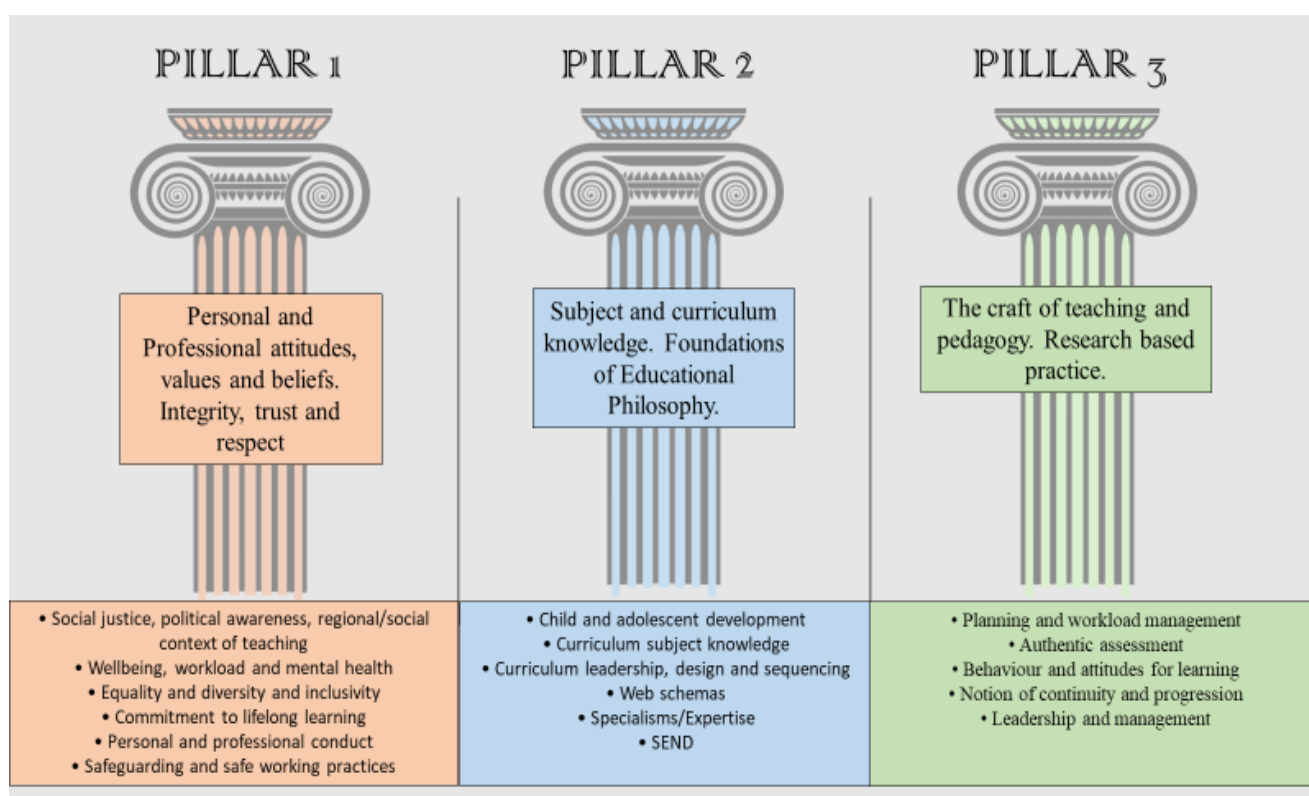 PILLAR 1
Personal and
Professional attitudes,
values and beliefs.
Integrity, trust and
respect
• Social justice, political awareness, regional/social
context of teaching
• Wellbeing, workload and mental health
• Equality and diversity and inclusivity
• Commitment to lifelong learning
• Personal and professional conduct
• Safeguarding and safe working practices
PILLAR 2
Subject and curriculum
knowledge. Foundations
of Educational
Philosophy.
• Child and adolescent development
• Curriculum subject knowledge
• Curriculum leadership, design and sequencing
• Web schemas
• Specialisms/Expertise
• SEND
PILLAR 3
The craft of teaching and
pedagogy. Research based
practice.
• Planning and workload management
• Authentic assessment
• Behaviour and attitudes for learning
• Notion of continuity and progression
• Leadership and management